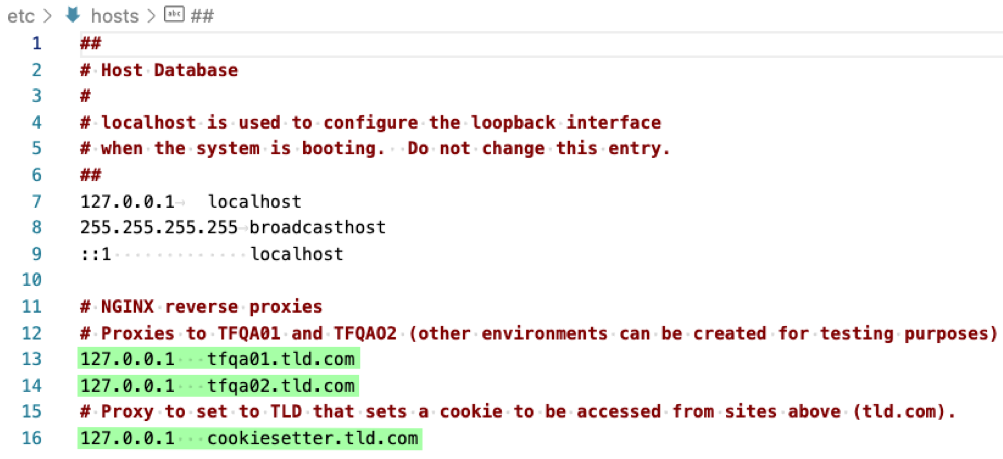 etc > hosts > ##
1 ##
2 # Host Database
3 #
4 # localhost is used to configure the loopback interface
5 # when the system is booting.  Do not change this entry.
6 ##
7 127.0.0.1	localhost
8 255.255.255.255	broadcasthost
9 ::1             localhost
10
11 # NGINX reverse proxies
12 # Proxies to TFQA01 and TFQAO2 (other environments can be created for testing purposes)
13 127.0.0.1   tfqa01.tld.com
14 127.0.0.1   tfqa02.tld.com
15 # Proxy to set to TLD that sets a cookie to be accessed from sites above (tld.com).
16 127.0.0.1   cookiesetter.tld.com